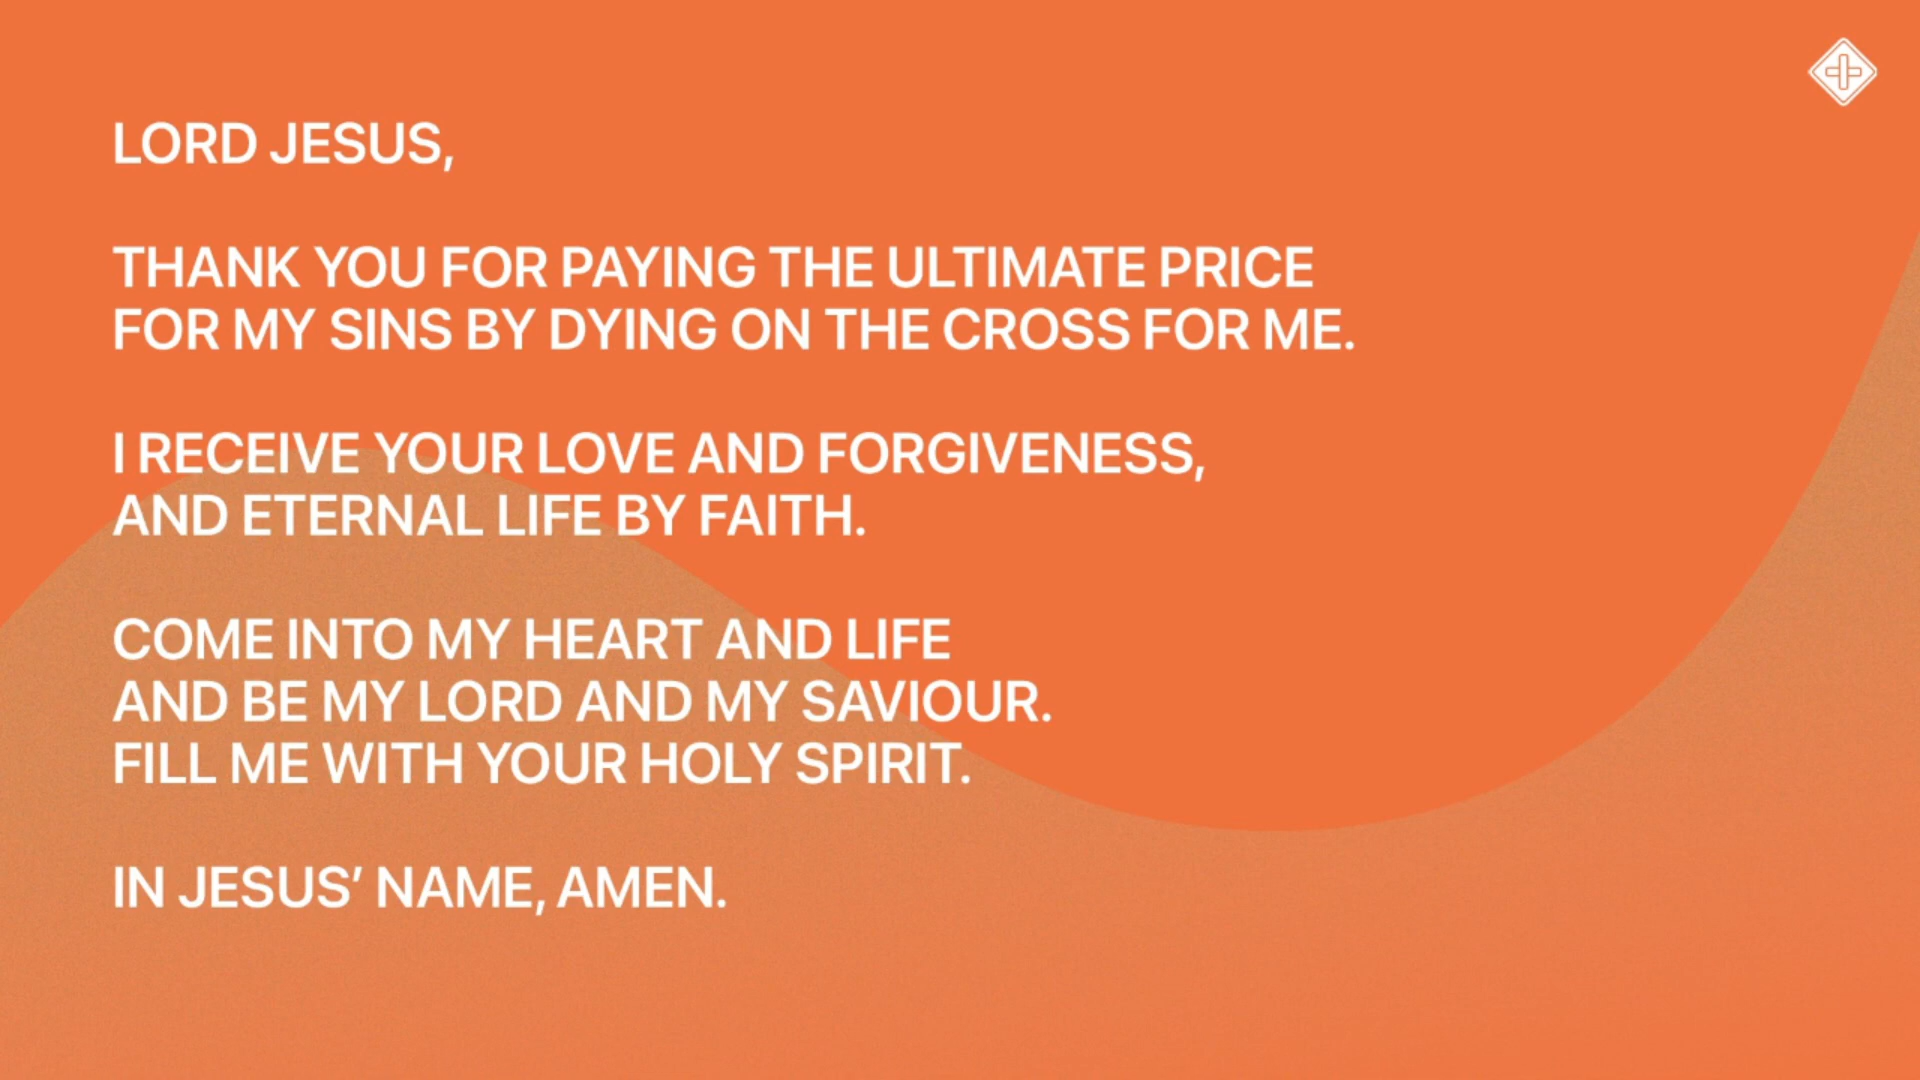 LORD JESUS,
THANK YOU FOR PAYING THE ULTIMATE PRICE
FOR MY SINS BY DYING ON THE CROSS FOR ME.
I RECEIVE YOUR LOVE AND FORGIVENESS,
AND ETERNAL LIFE BY FAITH.
COME INTO MY HEART AND LIFE
AND BE MY LORD AND MY SAVIOUR.
FILL ME WITH YOUR HOLY SPIRIT.
IN JESUS’ NAME, AMEN.